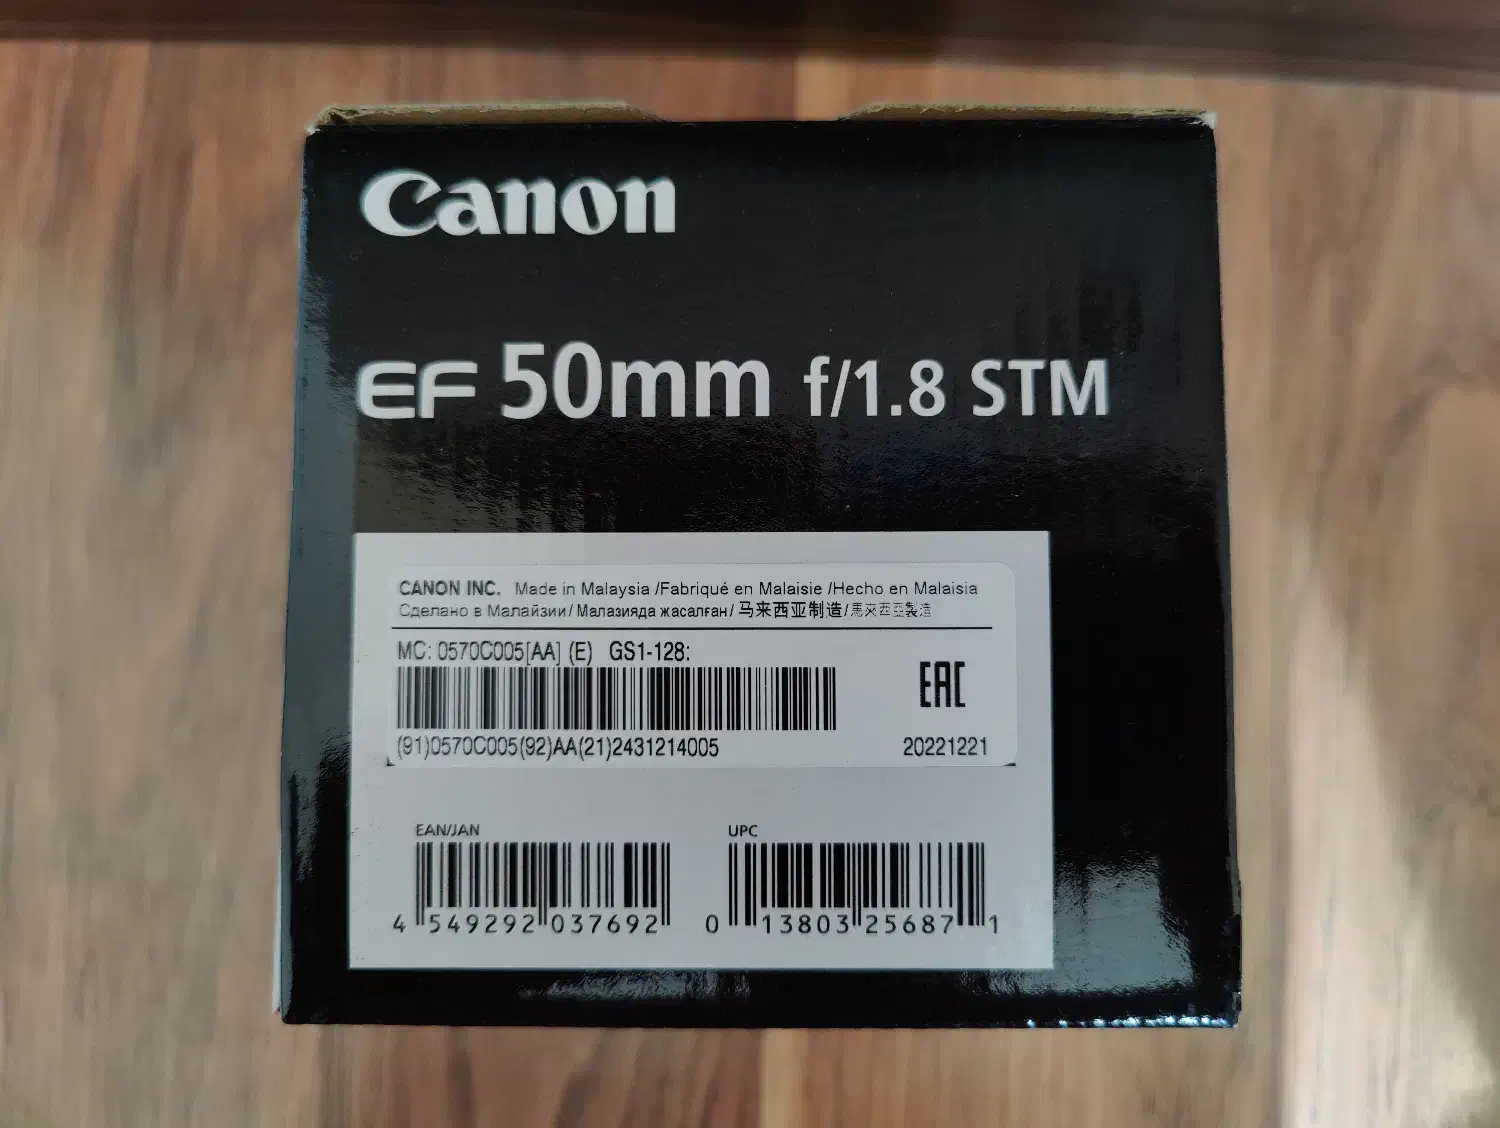 Canon
EF 50mm f/1.8 STM
CANON INC. Made in Malaysia /Fabriqué en Malaisie /Hecho en Malaisia
Сделано в Малайзии/ Малазияда жасалған/ 马来西亚制造/馬來西亞製造
MC: 0570C005[AA] (E) GS1-128:
EAC
(91)0570C005(92)AA(21)2431214005
20221221
EAN/JAN
UPC
4 549292 037692
0 13803 25687 1